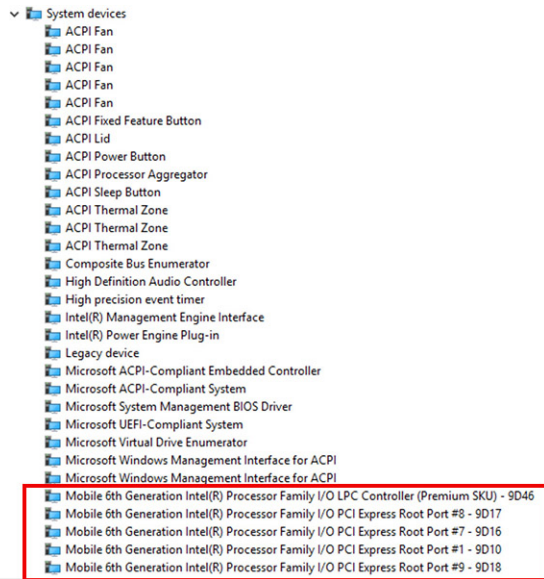 System devices
ACPI Fan
ACPI Fan
ACPI Fan
ACPI Fan
ACPI Fan
ACPI Fixed Feature Button
ACPI Lid
ACPI Power Button
ACPI Processor Aggregator
ACPI Sleep Button
ACPI Thermal Zone
ACPI Thermal Zone
ACPI Thermal Zone
Composite Bus Enumerator
High Definition Audio Controller
High precision event timer
Intel(R) Management Engine Interface
Intel(R) Power Engine Plug-in
Legacy device
Microsoft ACPI-Compliant Embedded Controller
Microsoft ACPI-Compliant System
Microsoft System Management BIOS Driver
Microsoft UEFI-Compliant System
Microsoft Virtual Drive Enumerator
Microsoft Windows Management Interface for ACPI
Microsoft Windows Management Interface for ACPI
Mobile 6th Generation Intel(R) Processor Family I/O LPC Controller (Premium SKU) - 9D46
Mobile 6th Generation Intel(R) Processor Family I/O PCI Express Root Port #8 - 9D17
Mobile 6th Generation Intel(R) Processor Family I/O PCI Express Root Port #7 - 9D16
Mobile 6th Generation Intel(R) Processor Family I/O PCI Express Root Port #1 - 9D10
Mobile 6th Generation Intel(R) Processor Family I/O PCI Express Root Port #9 - 9D18